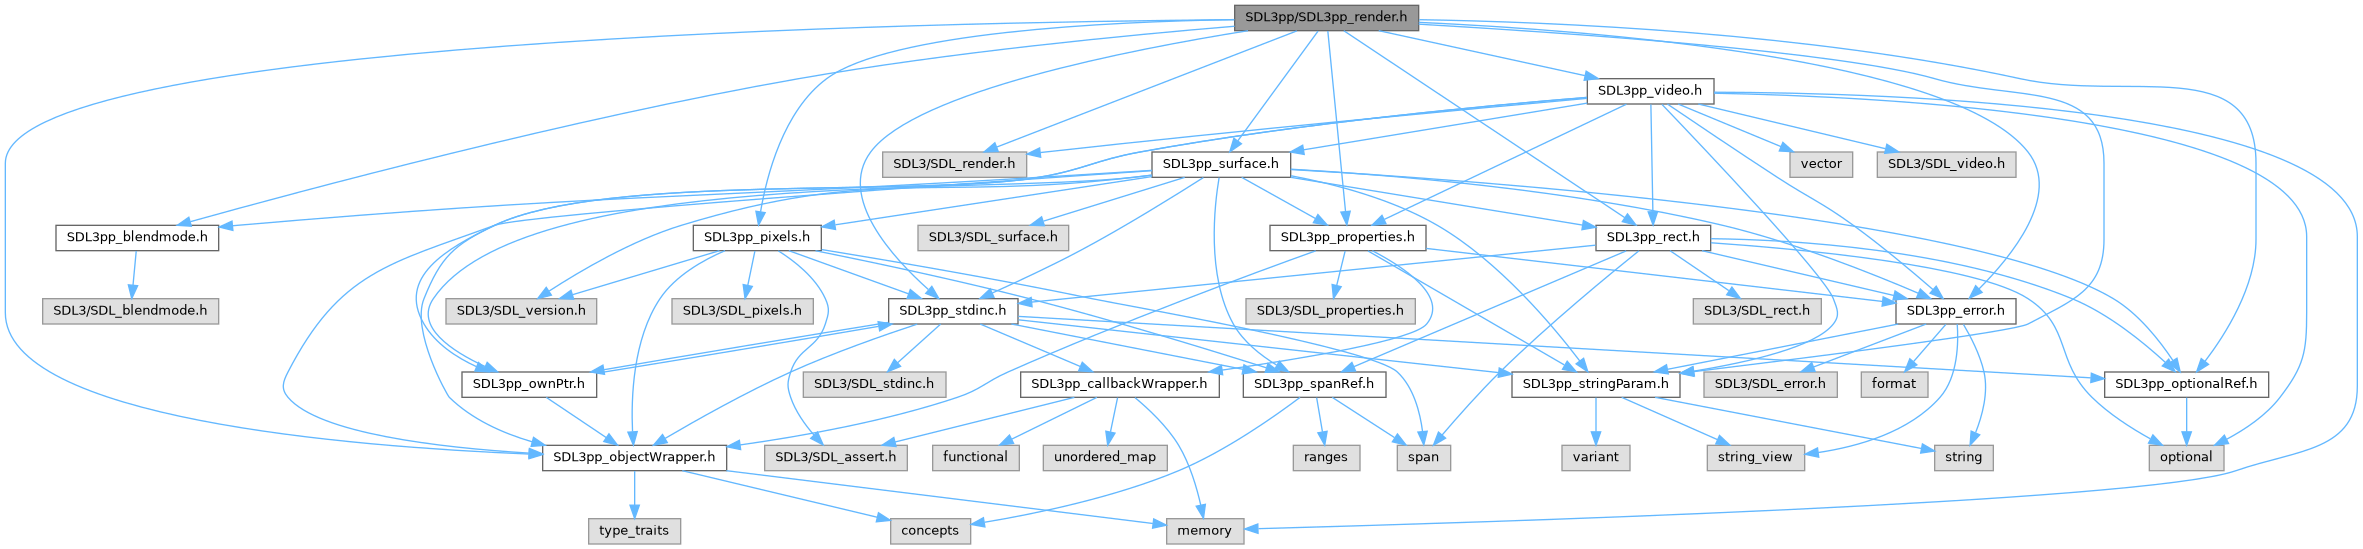 SDL3pp/SDL3pp_render.h
SDL3pp_video.h
SDL3/SDL_render.h
SDL3pp_surface.h
vector
SDL3/SDL_video.h
SDL3pp_blendmode.h
SDL3pp_pixels.h
SDL3/SDL_surface.h
SDL3pp_properties.h
SDL3pp_rect.h
SDL3/SDL_blendmode.h
SDL3/SDL_version.h
SDL3/SDL_pixels.h
SDL3pp_stdinc.h
SDL3/SDL_properties.h
SDL3/SDL_rect.h
SDL3pp_error.h
SDL3pp_ownPtr.h
SDL3/SDL_stdinc.h
SDL3pp_callbackWrapper.h
SDL3pp_spanRef.h
SDL3pp_stringParam.h
SDL3/SDL_error.h
format
SDL3pp_optionalRef.h
SDL3pp_objectWrapper.h
SDL3/SDL_assert.h
functional
unordered_map
ranges
span
variant
string_view
string
optional
type_traits
concepts
memory